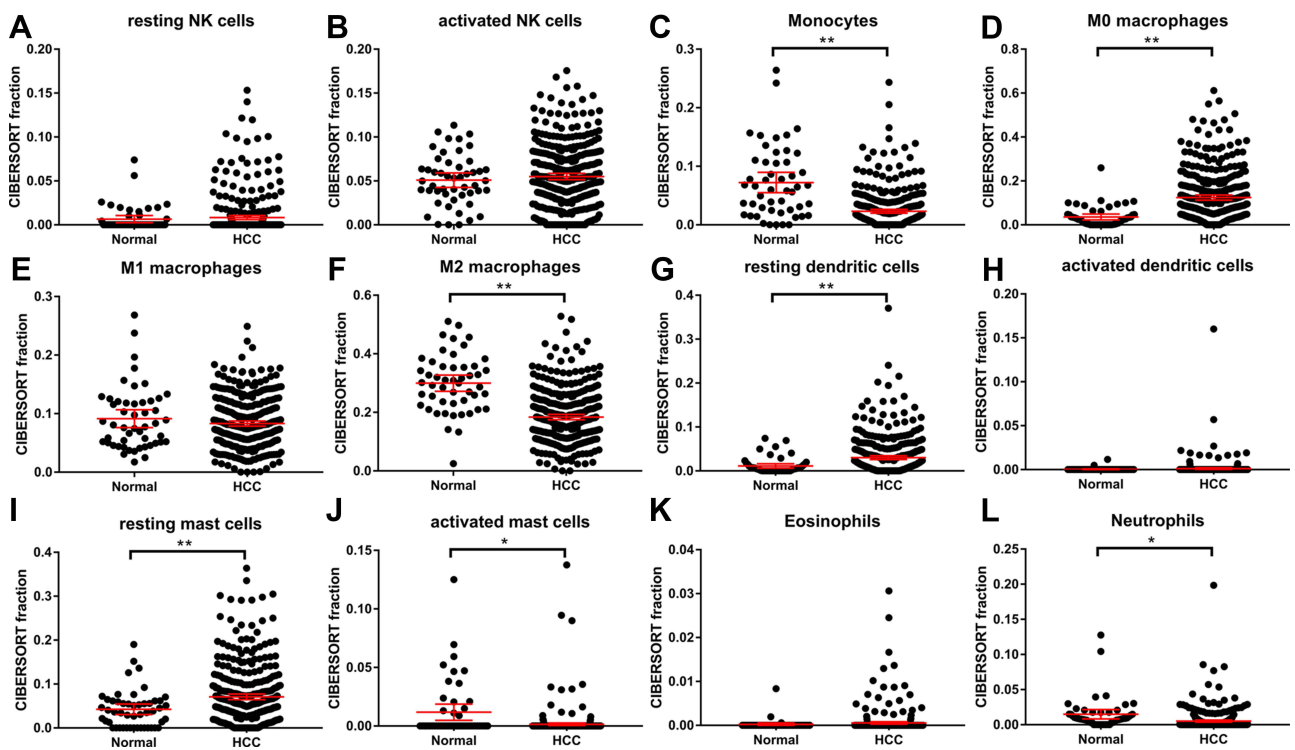 A resting NK cells
CIBERSORT fraction
0.20
0.15
0.10
0.05
0.00
Normal HCC
B activated NK cells
CIBERSORT fraction
0.20
0.15
0.10
0.05
0.00
Normal HCC
C Monocytes
**
CIBERSORT fraction
0.3
0.2
0.1
0.0
Normal HCC
D M0 macrophages
**
CIBERSORT fraction
0.8
0.6
0.4
0.2
0.0
Normal HCC
E M1 macrophages
CIBERSORT fraction
0.3
0.2
0.1
0.0
Normal HCC
F M2 macrophages
**
CIBERSORT fraction
0.6
0.4
0.2
0.0
Normal HCC
G resting dendritic cells
**
CIBERSORT fraction
0.4
0.3
0.2
0.1
0.0
Normal HCC
H activated dendritic cells
CIBERSORT fraction
0.20
0.15
0.10
0.05
0.00
Normal HCC
I resting mast cells
**
CIBERSORT fraction
0.4
0.3
0.2
0.1
0.0
Normal HCC
J activated mast cells
*
CIBERSORT fraction
0.15
0.10
0.05
0.00
Normal HCC
K Eosinophils
CIBERSORT fraction
0.04
0.03
0.02
0.01
0.00
Normal HCC
L Neutrophils
*
CIBERSORT fraction
0.25
0.20
0.15
0.10
0.05
0.00
Normal HCC